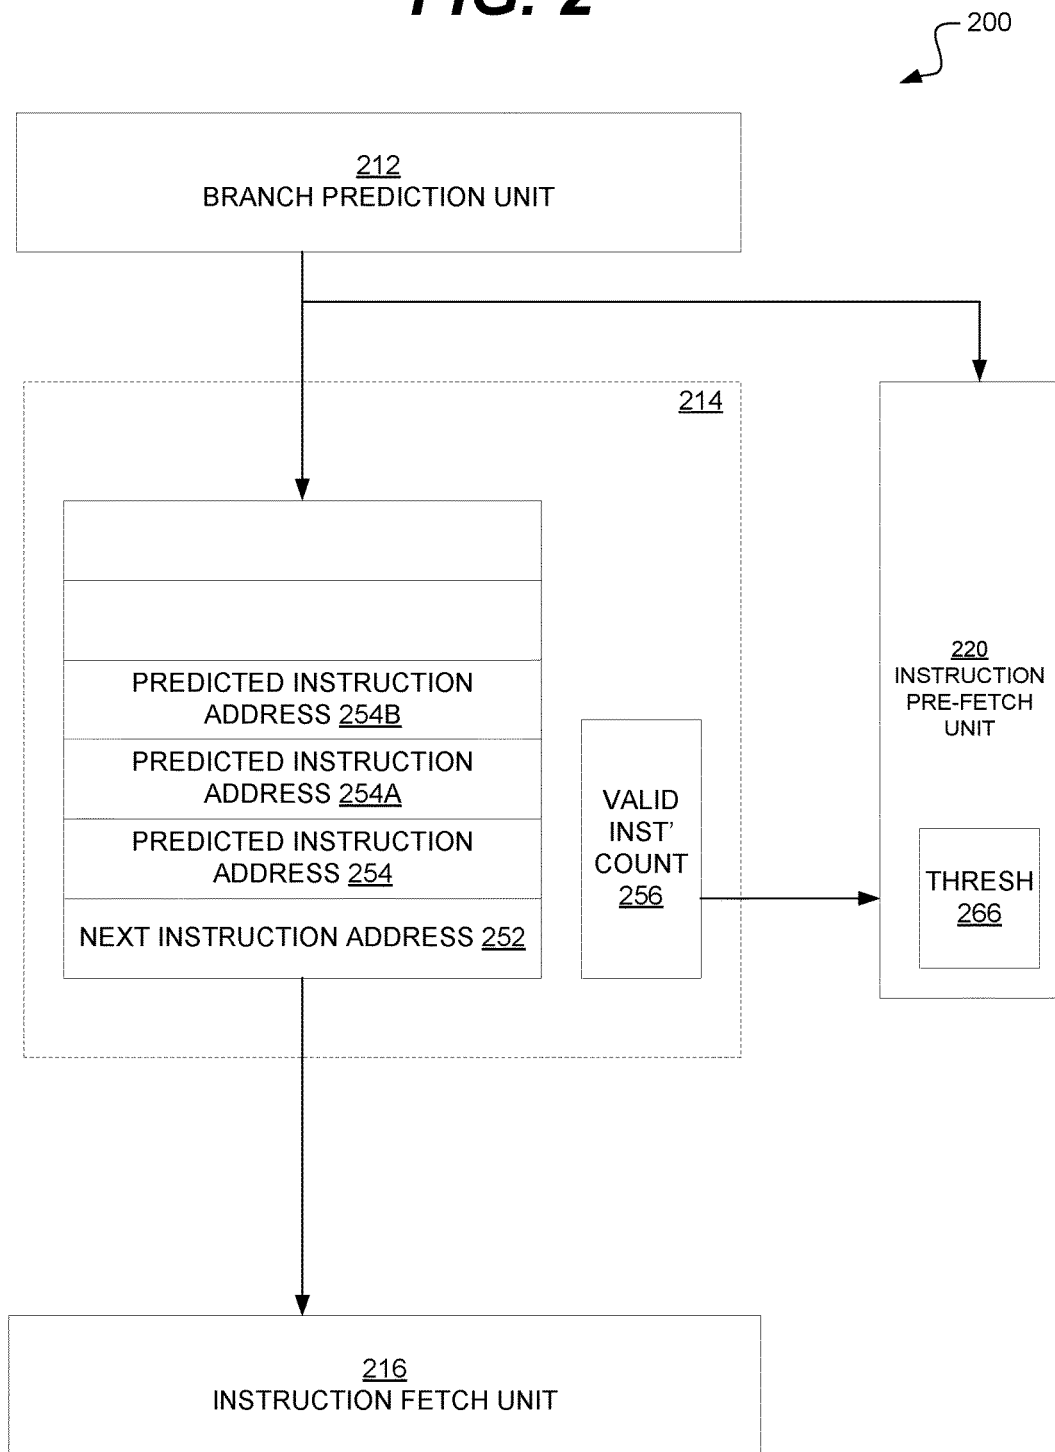 FIG. 2
200
212
BRANCH PREDICTION UNIT
214
PREDICTED INSTRUCTION
ADDRESS 254B
PREDICTED INSTRUCTION
ADDRESS 254A
PREDICTED INSTRUCTION
ADDRESS 254
NEXT INSTRUCTION ADDRESS 252
VALID
INST'
COUNT
256
220
INSTRUCTION
PRE-FETCH
UNIT
THRESH
266
216
INSTRUCTION FETCH UNIT